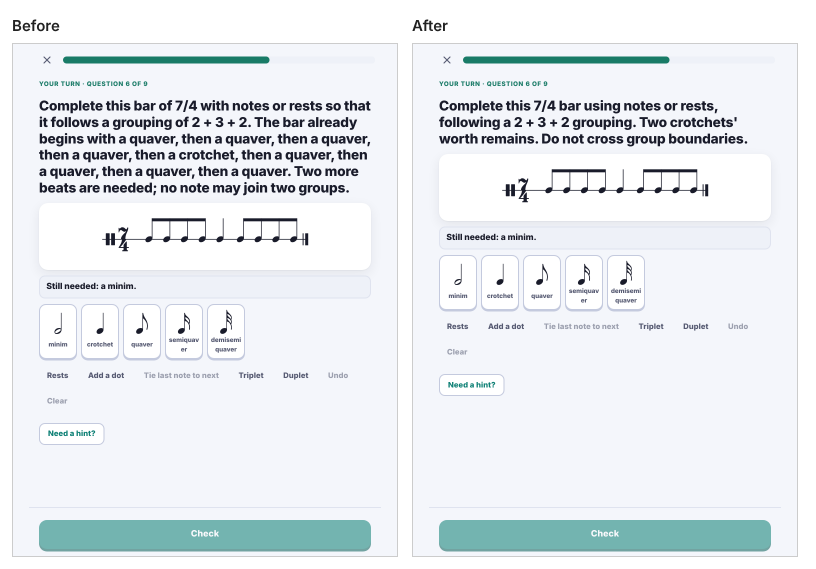 Before
YOUR TURN · QUESTION 6 OF 9
Complete this bar of 7/4 with notes or rests so that
it follows a grouping of 2 + 3 + 2. The bar already
begins with a quaver, then a quaver, then a quaver,
then a quaver, then a crotchet, then a quaver, then
a quaver, then a quaver, then a quaver. Two more
beats are needed; no note may join two groups.
7
4
Still needed: a minim.
minim
crotchet
quaver
semiquav
er
demisemi
quaver
Rests Add a dot Tie last note to next Triplet Duplet Undo
Clear
Need a hint?
Check
After
YOUR TURN · QUESTION 6 OF 9
Complete this 7/4 bar using notes or rests,
following a 2 + 3 + 2 grouping. Two crotchets'
worth remains. Do not cross group boundaries.
7
4
Still needed: a minim.
minim
crotchet
quaver
semiquav
er
demisemi
quaver
Rests Add a dot Tie last note to next Triplet Duplet Undo
Clear
Need a hint?
Check